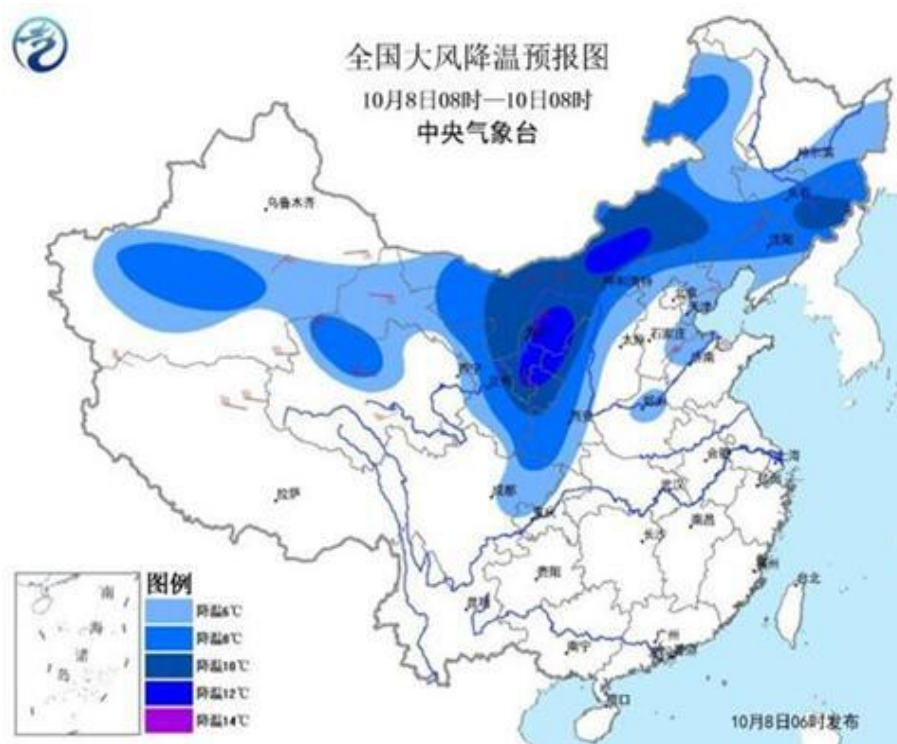 全国大风降温预报图
10月8日08时—10日08时
中央气象台
哈尔滨
长春
乌鲁木齐
沈阳
呼和浩特
北京
天津
银川
太原
石家庄
西宁
兰州
济南
西安
郑州
合肥
上海
拉萨
成都
武汉
杭州
重庆
南昌
长沙
贵阳
福州
台北
昆明
南宁
广州
海口
南
海
诸
岛
图例
降温6℃
降温8℃
降温10℃
降温12℃
降温14℃
10月8日06时发布